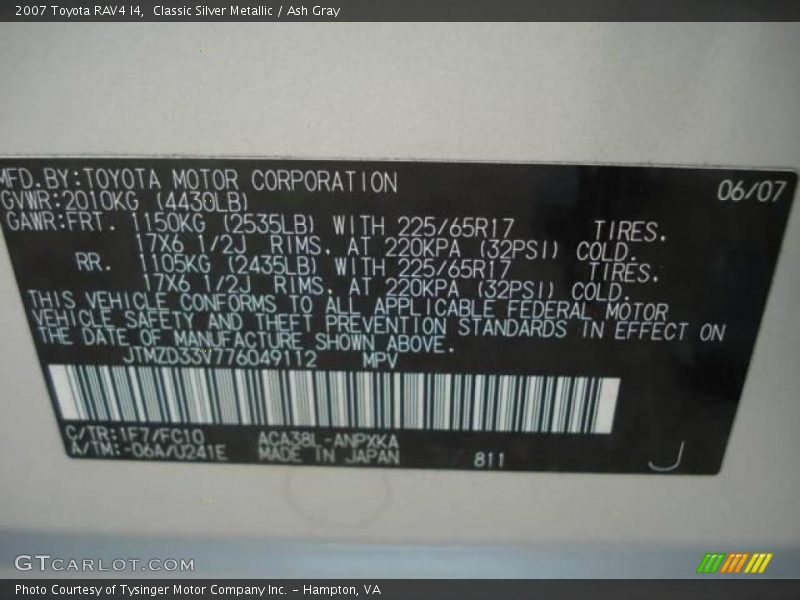 2007 Toyota RAV4 I4,  Classic Silver Metallic / Ash Gray
MFD.BY:TOYOTA MOTOR CORPORATION 06/07
GVWR:2010KG (4430LB)
GAWR:FRT. 1150KG (2535LB) WITH 225/65R17 TIRES.
17X6 1/2J RIMS. AT 220KPA (32PSI) COLD.
RR. 1105KG (2435LB) WITH 225/65R17 TIRES.
17X6 1/2J RIMS. AT 220KPA (32PSI) COLD.
THIS VEHICLE CONFORMS TO ALL APPLICABLE FEDERAL MOTOR
VEHICLE SAFETY AND THEFT PREVENTION STANDARDS IN EFFECT ON
THE DATE OF MANUFACTURE SHOWN ABOVE.
JTMZD33V776049112 MPV
C/TR:1F7/FC10 ACA38L-ANPXKA
A/TM:-06A/U241E MADE IN JAPAN 811 J
GTCARLOT.COM
Photo Courtesy of Tysinger Motor Company Inc. - Hampton, VA